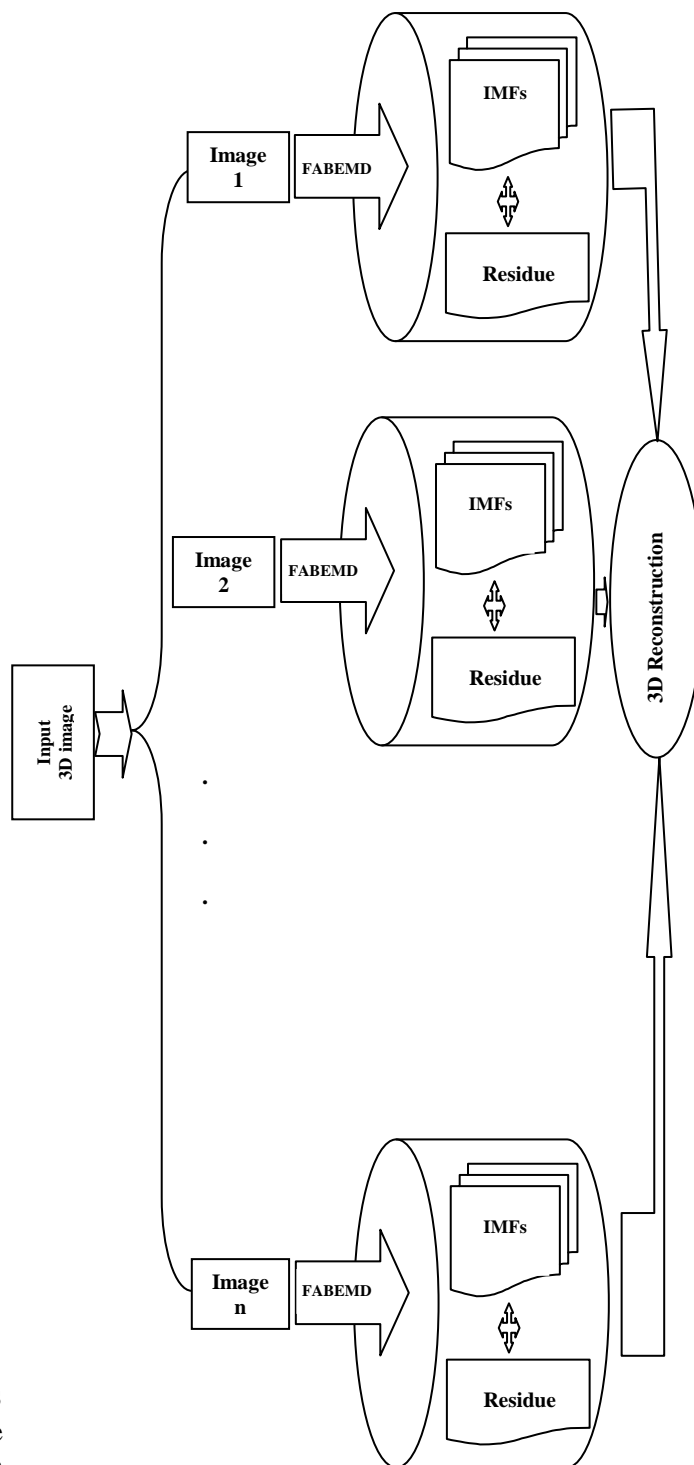 Input
3D image
Image
1
FABEMD
IMFs
Residue
Image
2
FABEMD
IMFs
Residue
.
.
.
Image
n
FABEMD
IMFs
Residue
3D Reconstruction